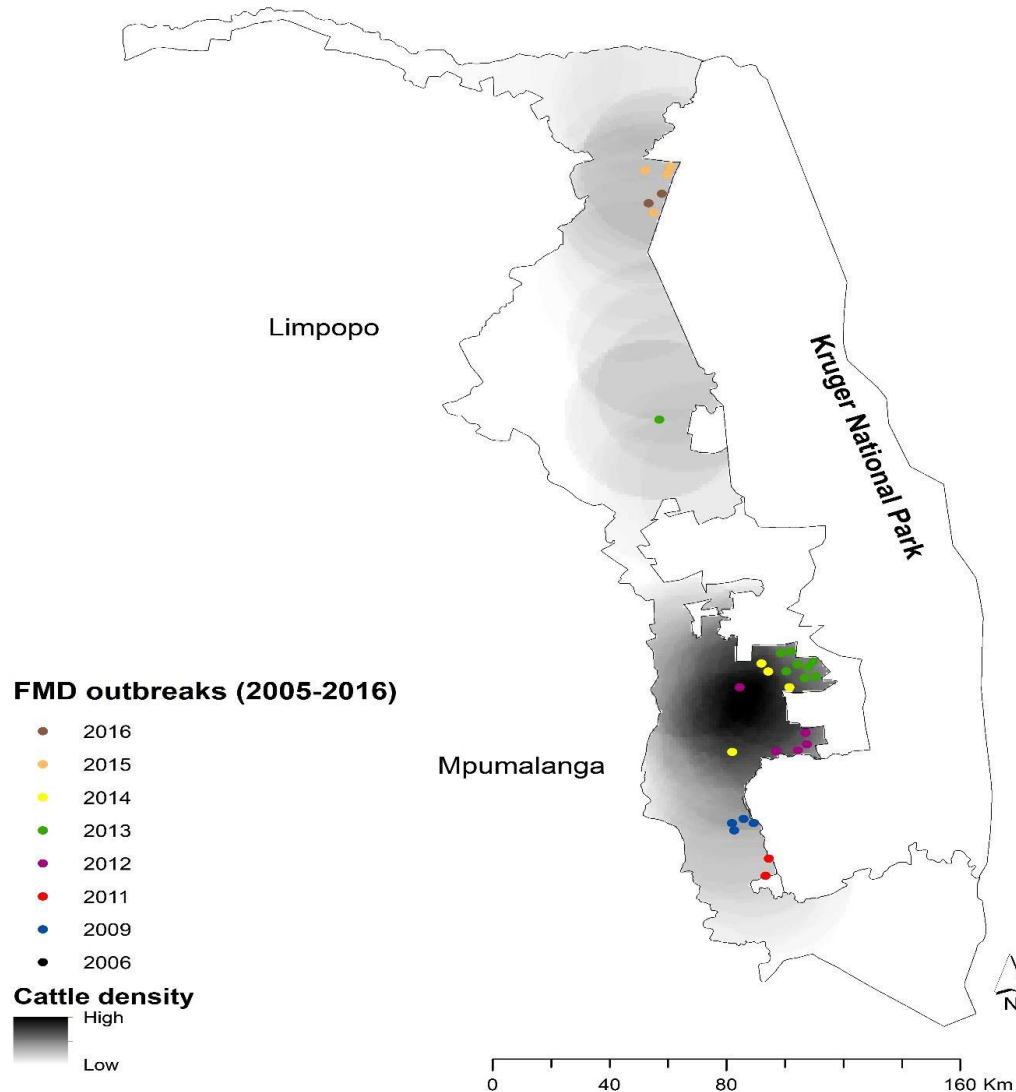 Limpopo
Kruger National Park
Mpumalanga
FMD outbreaks (2005-2016)
2016
2015
2014
2013
2012
2011
2009
2006
Cattle density
High
Low
N
0 40 80 160 Km